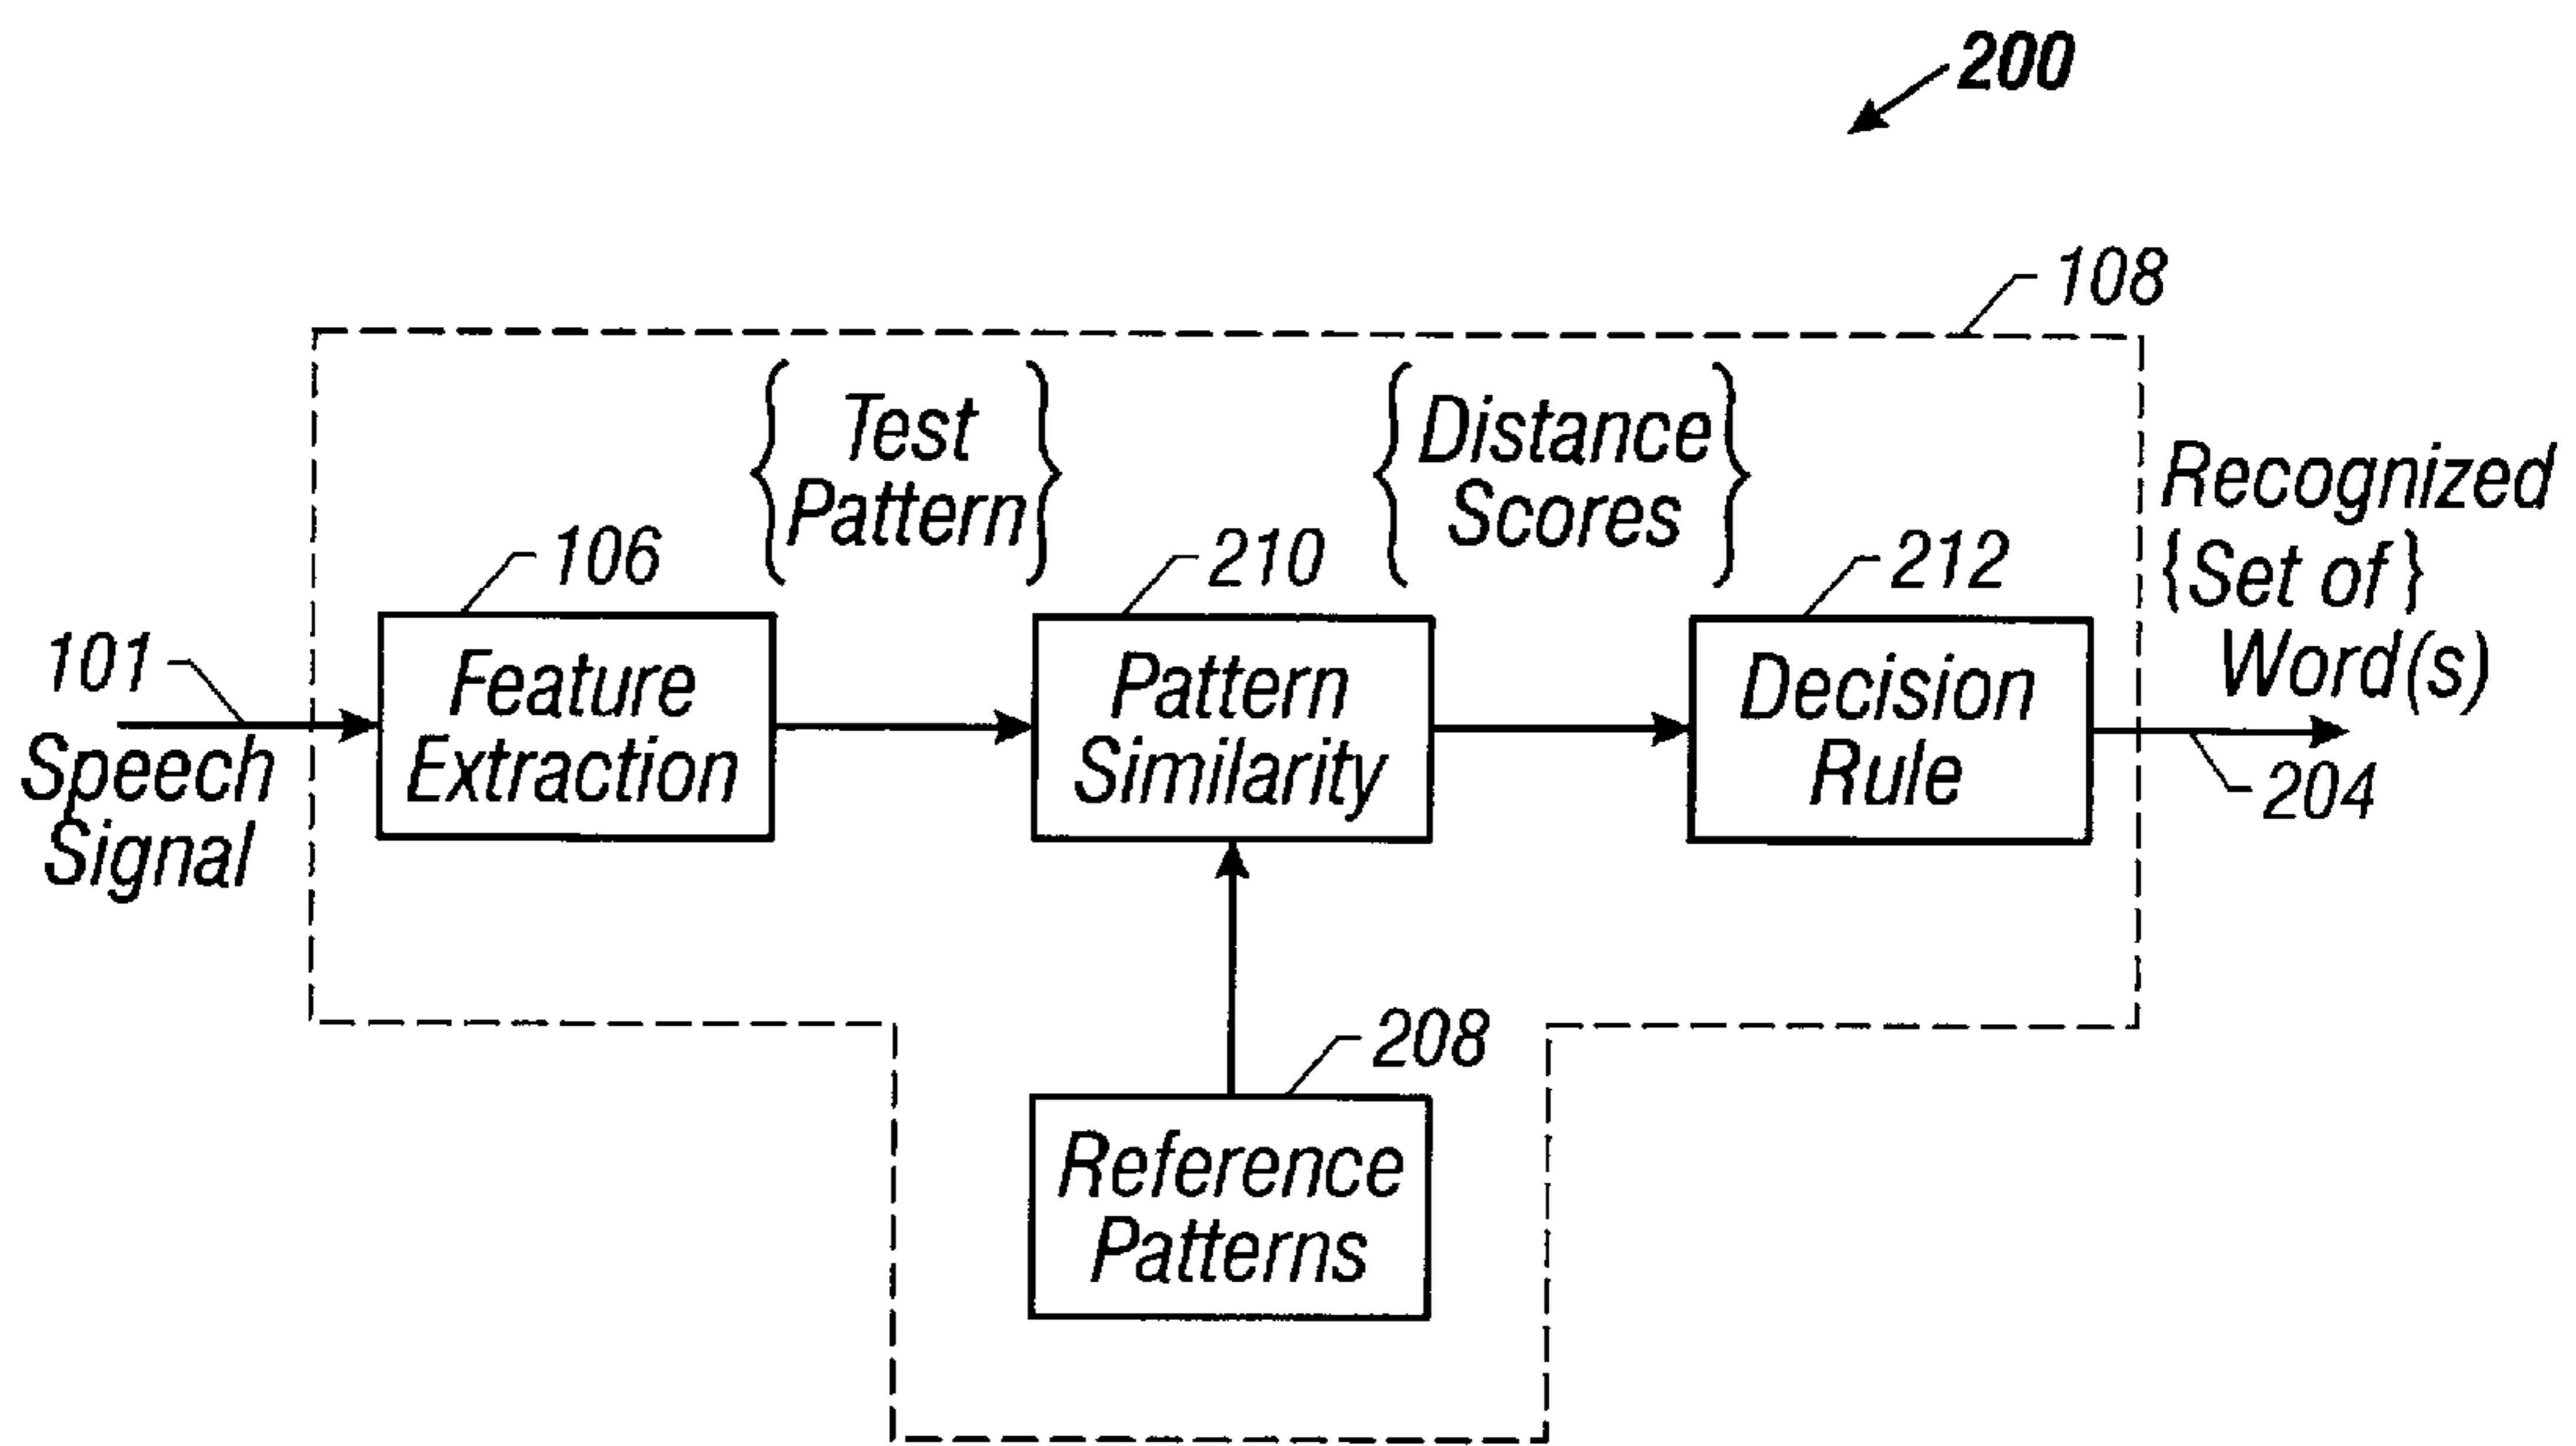 200
108
{ Test
Pattern }
{ Distance
Scores }
Recognized
{Set of}
Word(s)
106
210
212
101
Speech
Signal
Feature
Extraction
Pattern
Similarity
Decision
Rule
204
208
Reference
Patterns